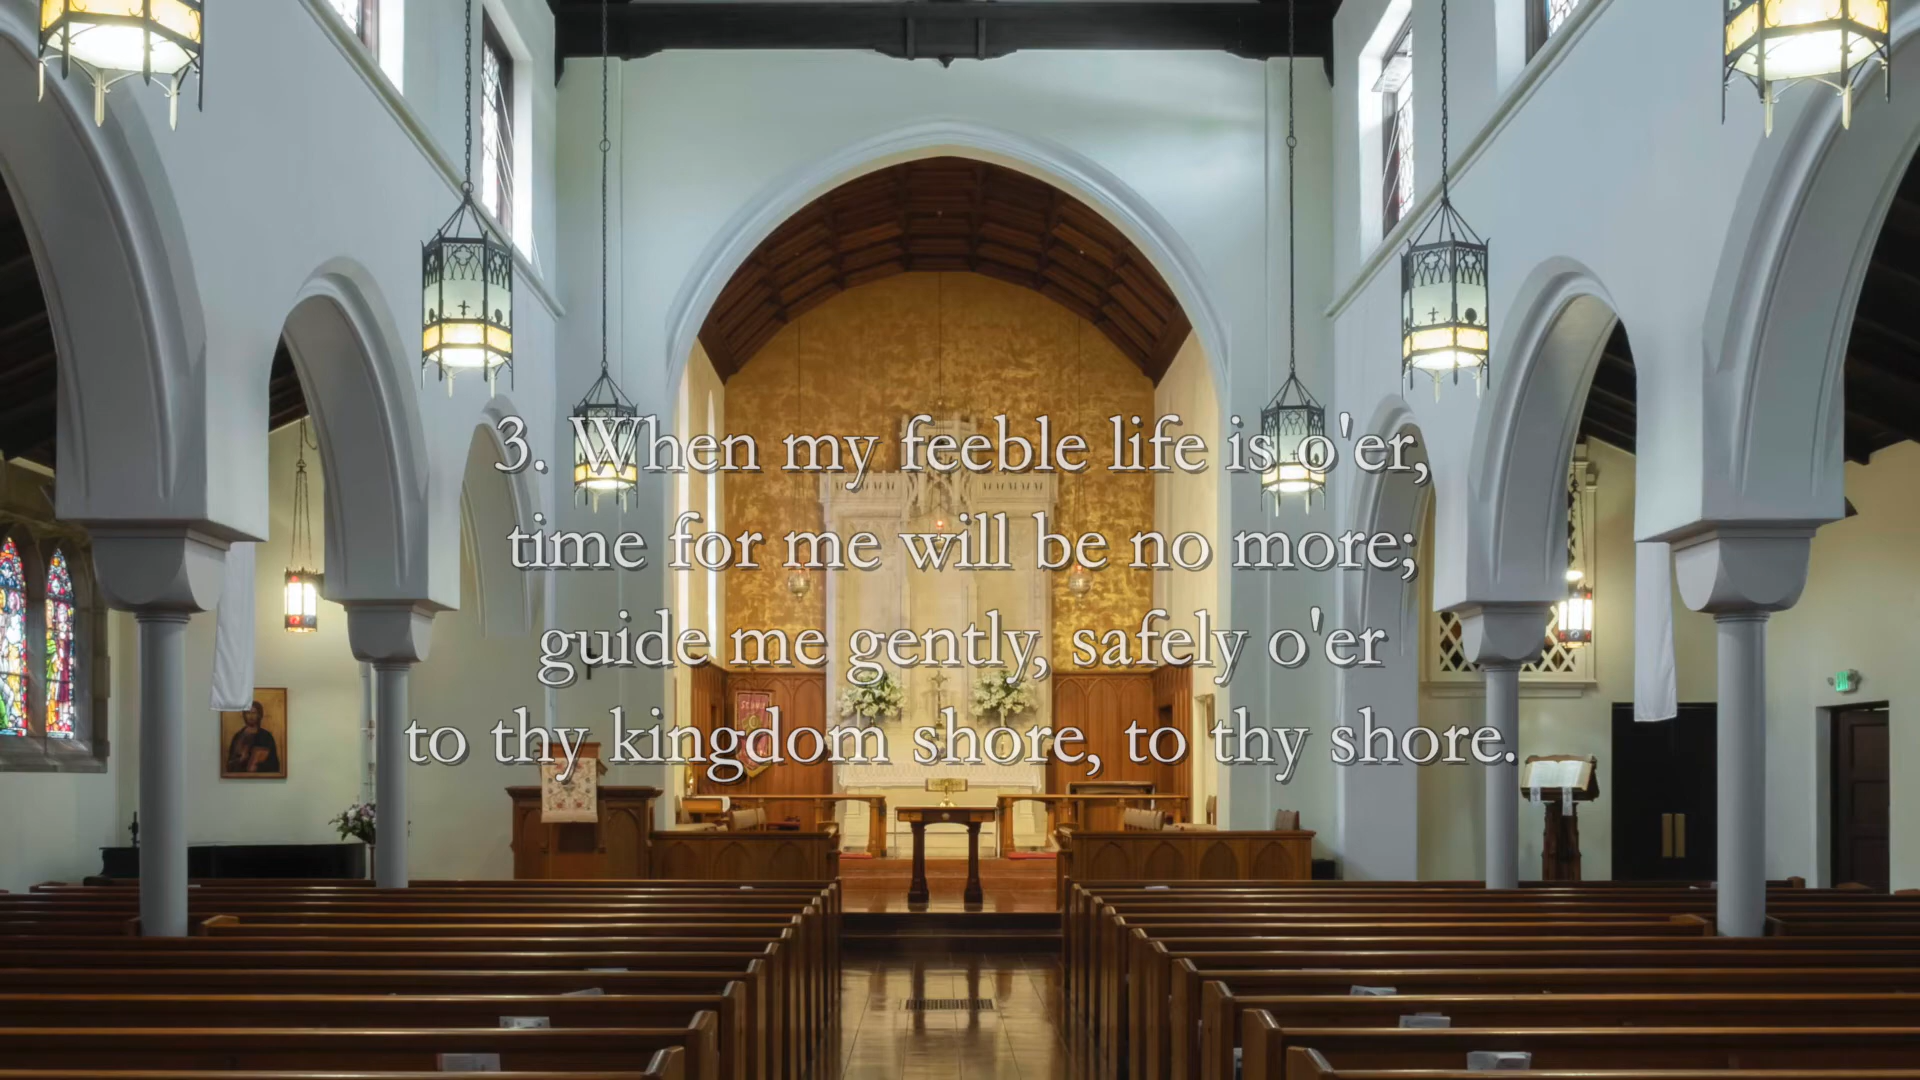 3. When my feeble life is o'er,
time for me will be no more;
guide me gently, safely o'er
to thy kingdom shore, to thy shore.